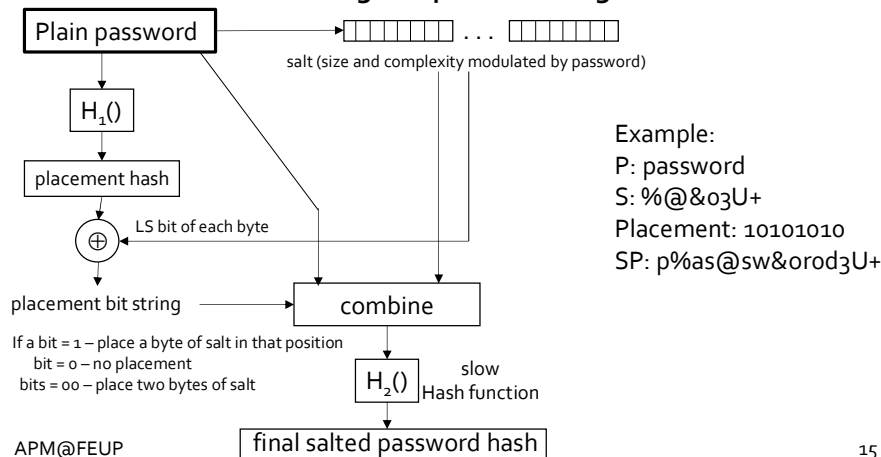 Plain password
. . .
salt (size and complexity modulated by password)
H₁()
placement hash
LS bit of each byte
⊕
placement bit string
combine
If a bit = 1 – place a byte of salt in that position
bit = 0 – no placement
bits = 00 – place two bytes of salt
H₂()
slow
Hash function
final salted password hash
Example:
P: password
S: %@&03U+
Placement: 10101010
SP: p%as@sw&0rod3U+
APM@FEUP
15